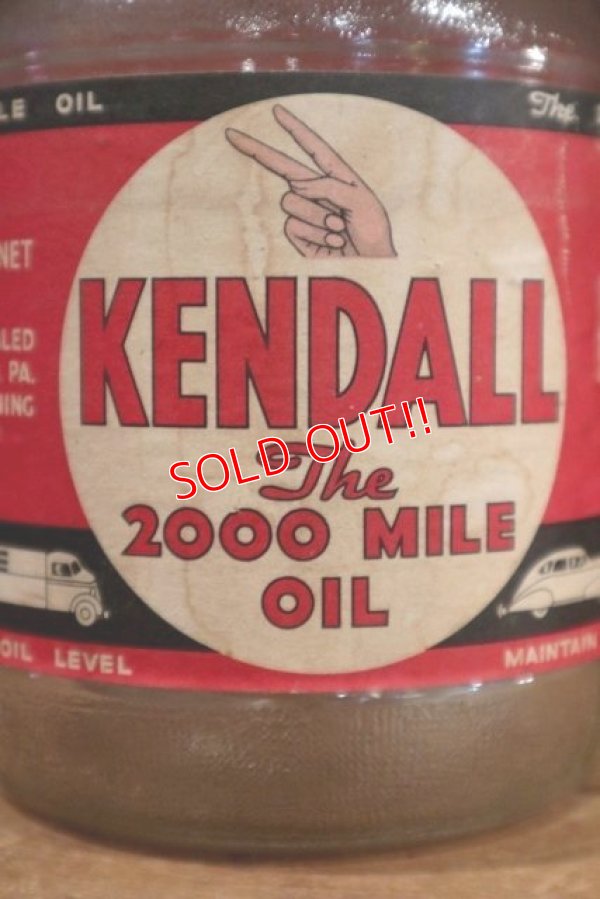 LE OIL
The
NET
KENDALL
LED
PA.
ING
SOLD OUT!!
The
2000 MILE
OIL
OIL LEVEL
MAINTAIN